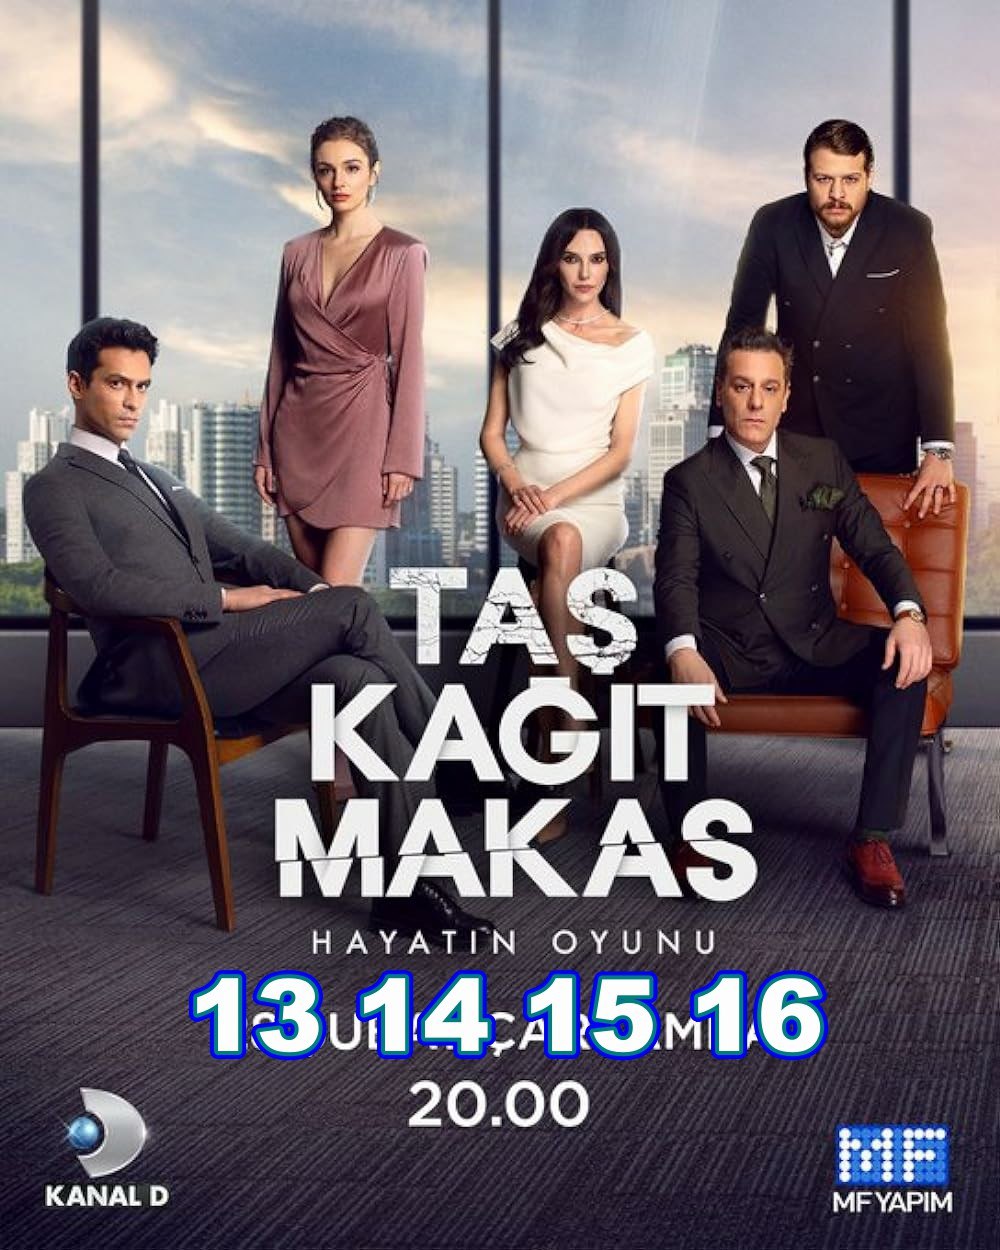 TAŞ
KAĞIT
MAKAS
HAYATIN OYUNU
13 14 15 16
20.00
KANAL D
MF
MF YAPIM